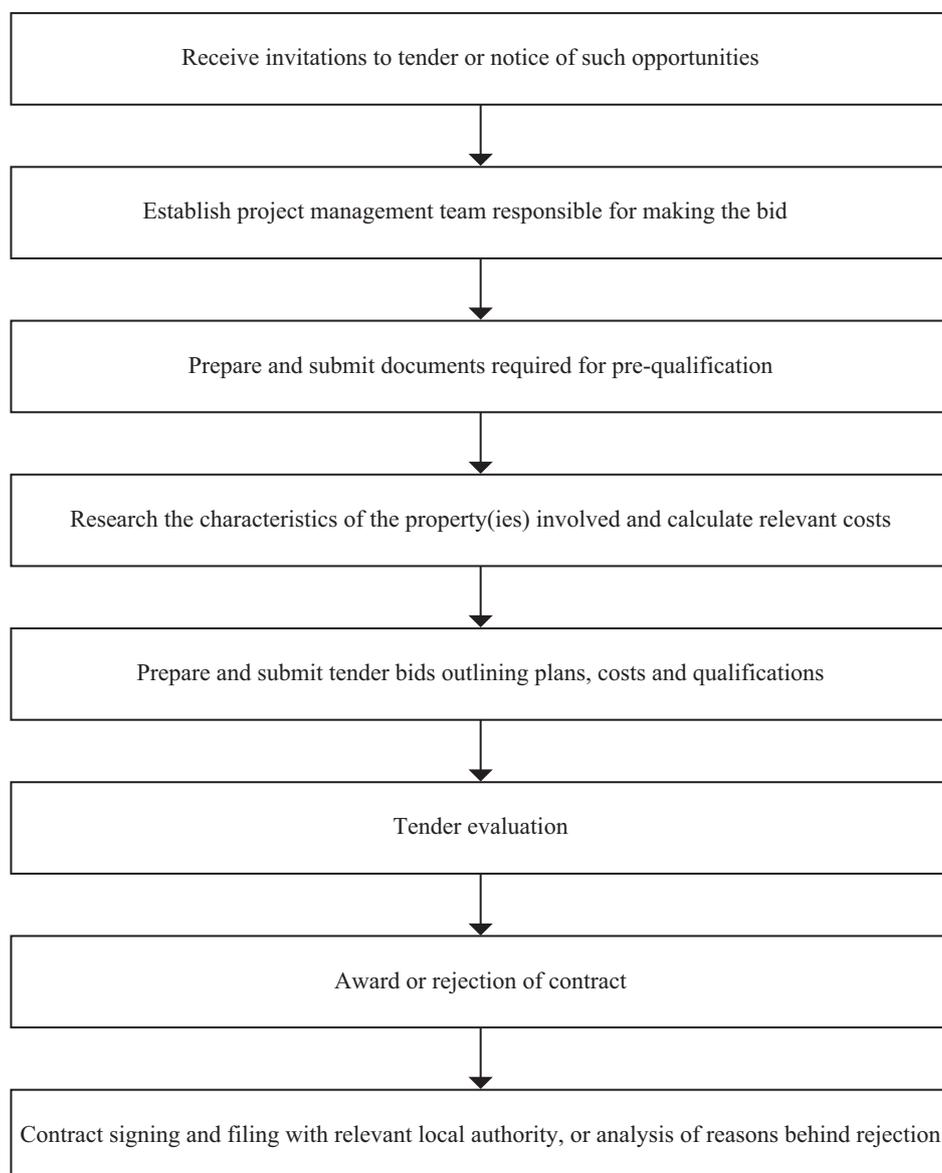 Receive invitations to tender or notice of such opportunities
Establish project management team responsible for making the bid
Prepare and submit documents required for pre-qualification
Research the characteristics of the property(ies) involved and calculate relevant costs
Prepare and submit tender bids outlining plans, costs and qualifications
Tender evaluation
Award or rejection of contract
Contract signing and filing with relevant local authority, or analysis of reasons behind rejection